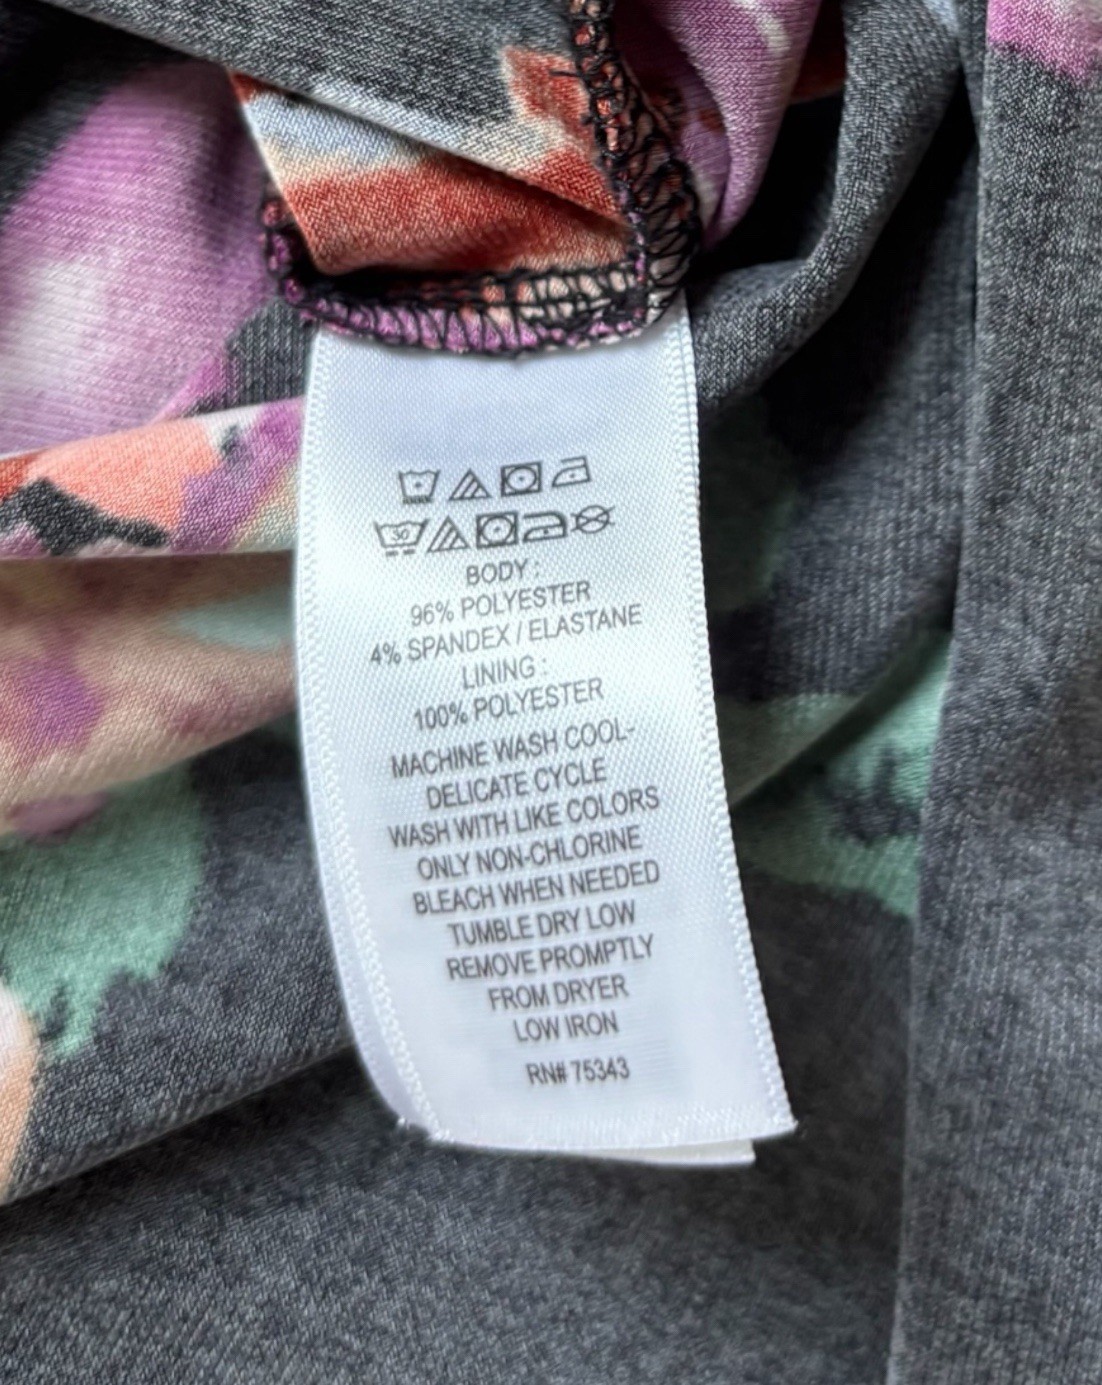 30
BODY :
96% POLYESTER
4% SPANDEX / ELASTANE
LINING :
100% POLYESTER
MACHINE WASH COOL-
DELICATE CYCLE
WASH WITH LIKE COLORS
ONLY NON-CHLORINE
BLEACH WHEN NEEDED
TUMBLE DRY LOW
REMOVE PROMPTLY
FROM DRYER
LOW IRON
RN# 75343